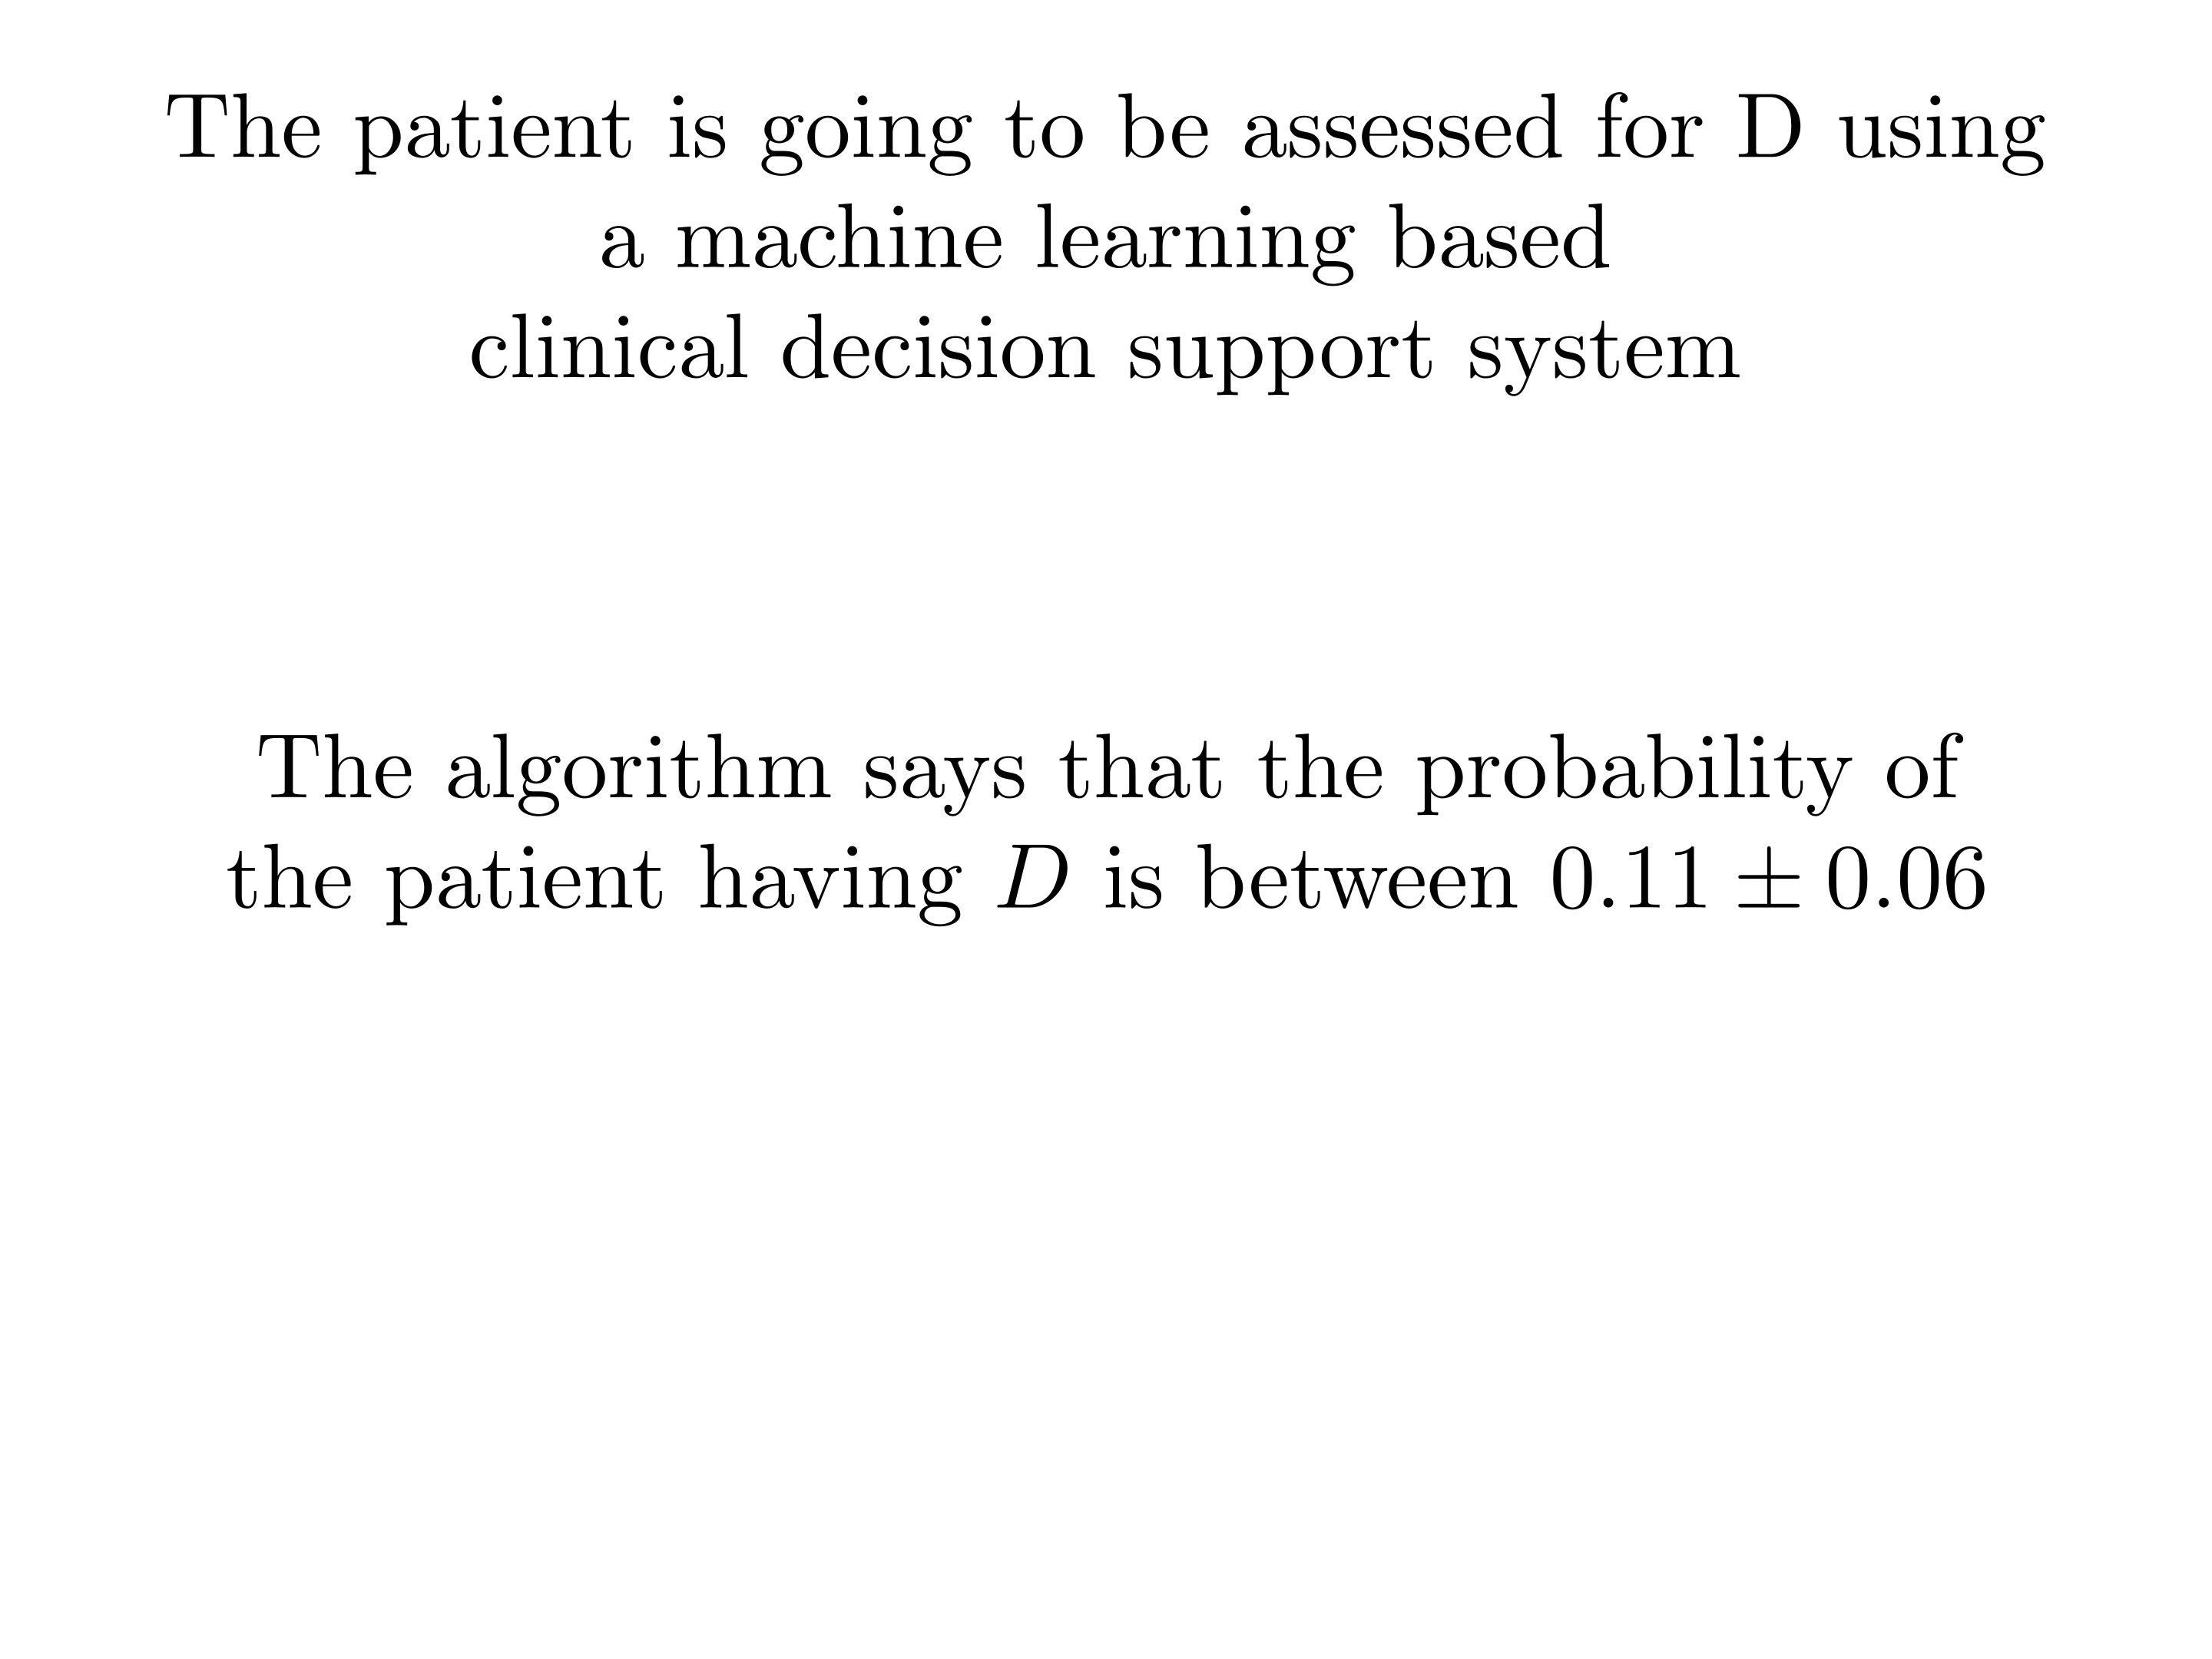 The patient is going to be assessed for D using
a machine learning based
clinical decision support system
The algorithm says that the probability of
the patient having D is between 0.11 ± 0.06